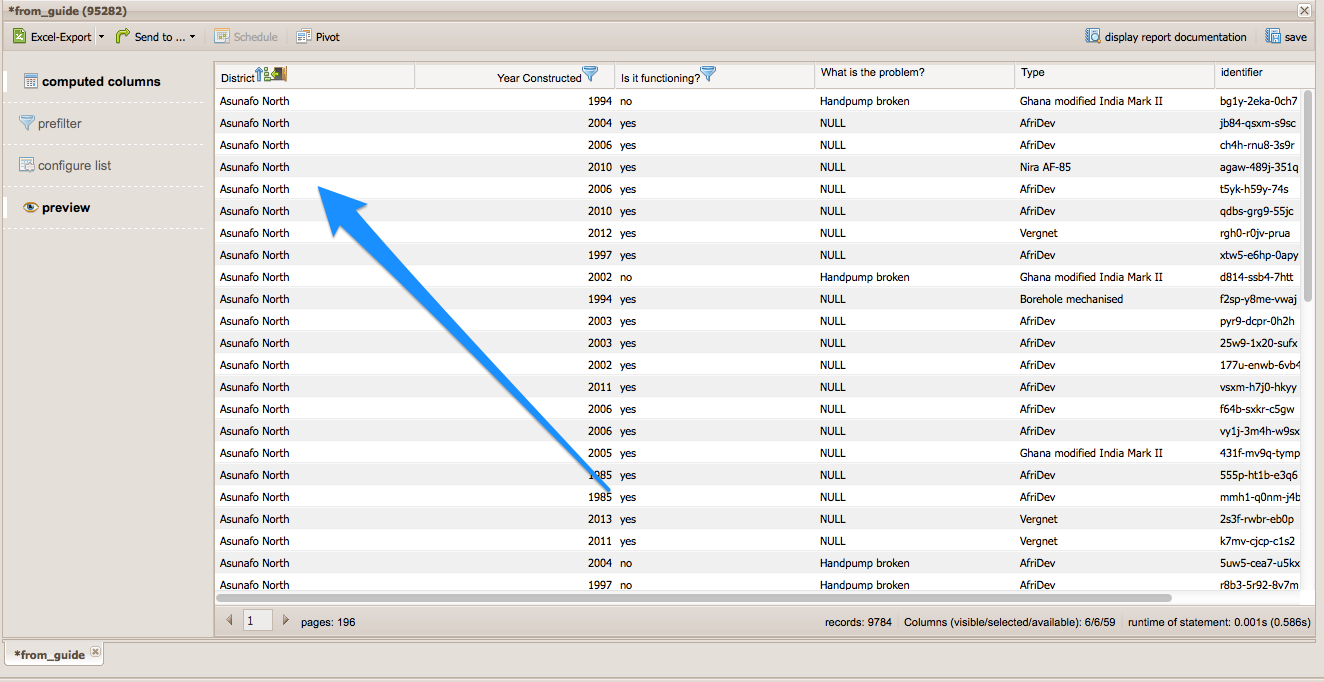 *from_guide (95282)
Excel-Export Send to ... Schedule Pivot display report documentation save
computed columns
prefilter
configure list
preview
District Year Constructed Is it functioning? What is the problem? Type identifier
Asunafo North 1994 no Handpump broken Ghana modified India Mark II bg1y-2eka-0ch7
Asunafo North 2004 yes NULL AfriDev jb84-qsxm-s9sc
Asunafo North 2006 yes NULL AfriDev ch4h-rnu8-3s9r
Asunafo North 2010 yes NULL Nira AF-85 agaw-489j-351q
Asunafo North 2006 yes NULL AfriDev t5yk-h59y-74s
Asunafo North 2010 yes NULL AfriDev qdbs-grg9-55jc
Asunafo North 2012 yes NULL Vergnet rgh0-r0jv-prua
Asunafo North 1997 yes NULL AfriDev xtw5-e6hp-0apy
Asunafo North 2002 no Handpump broken Ghana modified India Mark II d814-ssb4-7htt
Asunafo North 1994 yes NULL Borehole mechanised f2sp-y8me-vwaj
Asunafo North 2003 yes NULL AfriDev pyr9-dcpr-0h2h
Asunafo North 2003 yes NULL AfriDev 25w9-1x20-sufx
Asunafo North 2002 yes NULL AfriDev 177u-enwb-6vb4
Asunafo North 2011 yes NULL AfriDev vsxm-h7j0-hkyy
Asunafo North 2006 yes NULL AfriDev f64b-sxkr-c5gw
Asunafo North 2006 yes NULL AfriDev vy1j-3m4h-w9sx
Asunafo North 2005 yes NULL Ghana modified India Mark II 431f-mv9q-tymp
Asunafo North 1985 yes NULL AfriDev 555p-ht1b-e3q6
Asunafo North 1985 yes NULL AfriDev mmh1-q0nm-j4b
Asunafo North 2013 yes NULL Vergnet 2s3f-rwbr-eb0p
Asunafo North 2011 yes NULL Vergnet k7mv-cjcp-c1s2
Asunafo North 2004 no Handpump broken AfriDev 5uw5-cea7-u5kx
Asunafo North 1997 no Handpump broken AfriDev r8b3-5r92-8v7m
1 pages: 196 records: 9784 Columns (visible/selected/available): 6/6/59 runtime of statement: 0.001s (0.586s)
*from_guide